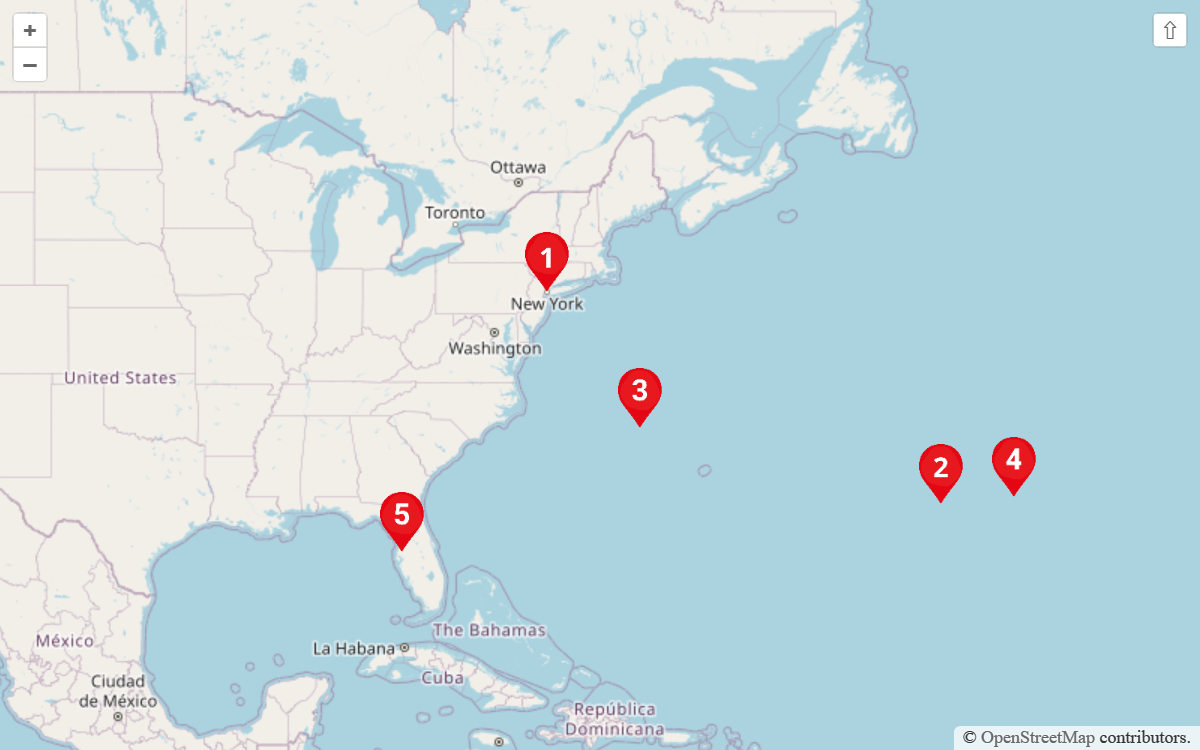 +
−
⇧
Ottawa
Toronto
1
New York
Washington
United States
3
2
4
5
The Bahamas
La Habana
México
Cuba
Ciudad
de México
República
Dominicana
© OpenStreetMap contributors.